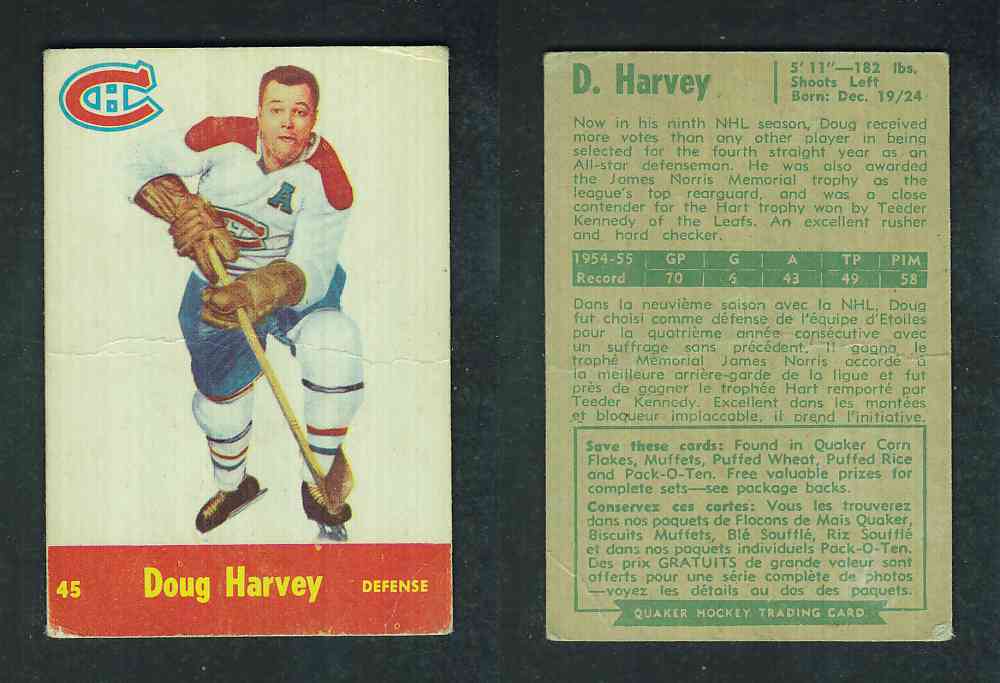 A
45 Doug Harvey DEFENSE
D. Harvey
5' 11"—182 lbs.
Shoots Left
Born: Dec. 19/24
Now in his ninth NHL season, Doug received
more votes than any other player in being
selected for the fourth straight year as an
All-star defenseman. He was also awarded
the James Norris Memorial trophy as the
league's top rearguard, and was a close
contender for the Hart trophy won by Teeder
Kennedy of the Leafs. An excellent rusher
and hard checker.
1954-55 GP G A TP PIM
Record 70 6 43 49 58
Dans la neuvième saison avec la NHL, Doug
fut choisi comme défense de l'équipe d'Etoiles
pour la quatrième année consécutive avec
un suffrage sans précédent. Il gagna le
trophé Mémorial James Norris accordé à
la meilleure arrière-garde de la ligue et fut
près de gagner le trophée Hart remporté par
Teeder Kennedy. Excellent dans les montées
et bloqueur implaccable, il prend l'initiative.
Save these cards: Found in Quaker Corn
Flakes, Muffets, Puffed Wheat, Puffed Rice
and Pack-O-Ten. Free valuable prizes for
complete sets—see package backs.
Conservez ces cartes: Vous les trouverez
dans nos paquets de Flocons de Mais Quaker,
Biscuits Muffets, Blé Soufflé, Riz Soufflé
et dans nos paquets individuels Pack-O-Ten.
Des prix GRATUITS de grande valeur sont
offerts pour une série complète de photos
—voyez les détails au dos des paquets.
QUAKER HOCKEY TRADING CARD